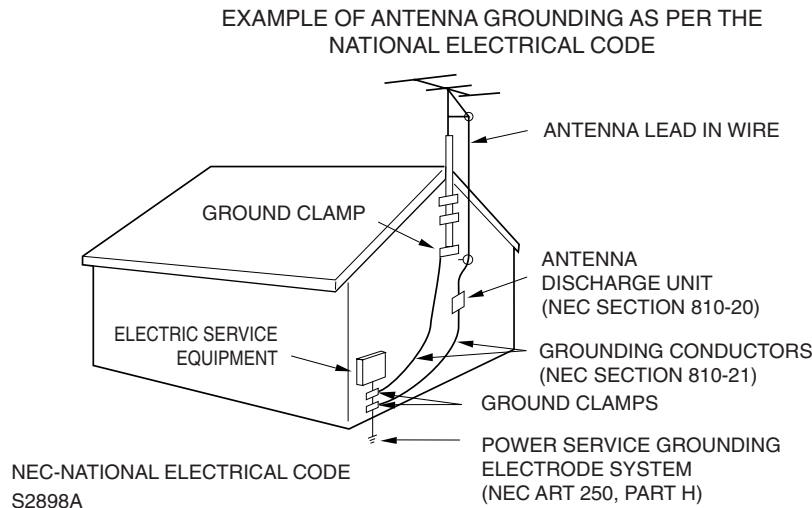 EXAMPLE OF ANTENNA GROUNDING AS PER THE
NATIONAL ELECTRICAL CODE
ANTENNA LEAD IN WIRE
GROUND CLAMP
ANTENNA
DISCHARGE UNIT
(NEC SECTION 810-20)
ELECTRIC SERVICE
EQUIPMENT
GROUNDING CONDUCTORS
(NEC SECTION 810-21)
GROUND CLAMPS
POWER SERVICE GROUNDING
ELECTRODE SYSTEM
(NEC ART 250, PART H)
NEC-NATIONAL ELECTRICAL CODE
S2898A